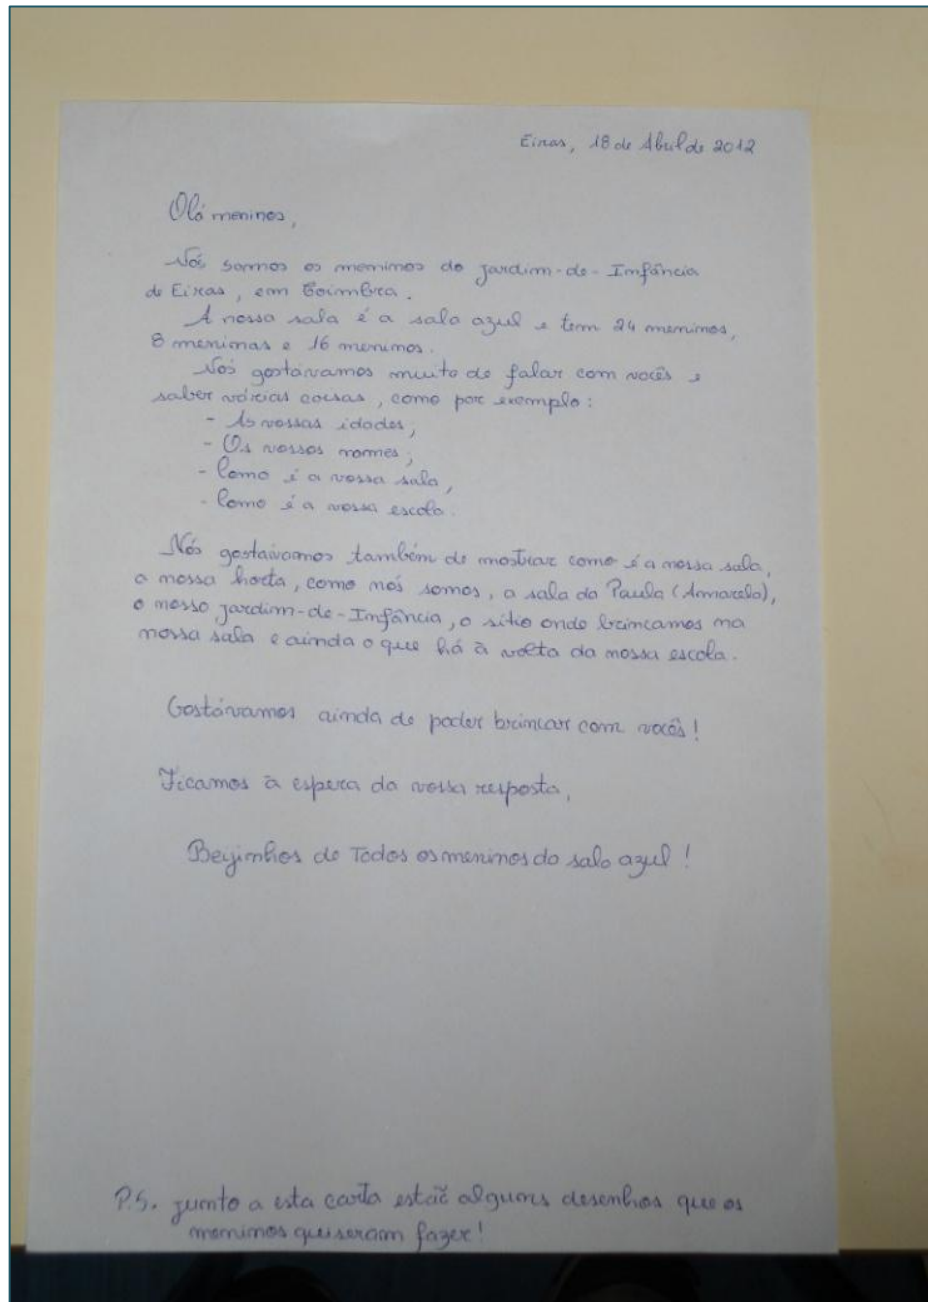 Eiras, 18 de Abril de 2012
Olá meninos,
Nós somos os meninos do jardim-de-Infância
de Eiras, em Coimbra.
A nossa sala é a sala azul e tem 24 meninos,
8 meninas e 16 meninos.
Nós gostávamos muito de falar com vocês e
saber várias coisas, como por exemplo:
- As vossas idades;
- Os vossos nomes;
- Como é a vossa sala,
- Como é a vossa escola.
Nós gostávamos também de mostrar como é a nossa sala,
a nossa horta, como nós somos, a sala da Paula (Amarela),
o nosso jardim-de-Infância, o sítio onde brincamos na
nossa sala e ainda o que há à volta da nossa escola.
Gostávamos ainda de poder brincar com vocês!
Ficamos à espera da vossa resposta,
Beijinhos de Todos os meninos da sala azul!
P.S. junto a esta carta estão alguns desenhos que os
meninos quiseram fazer!